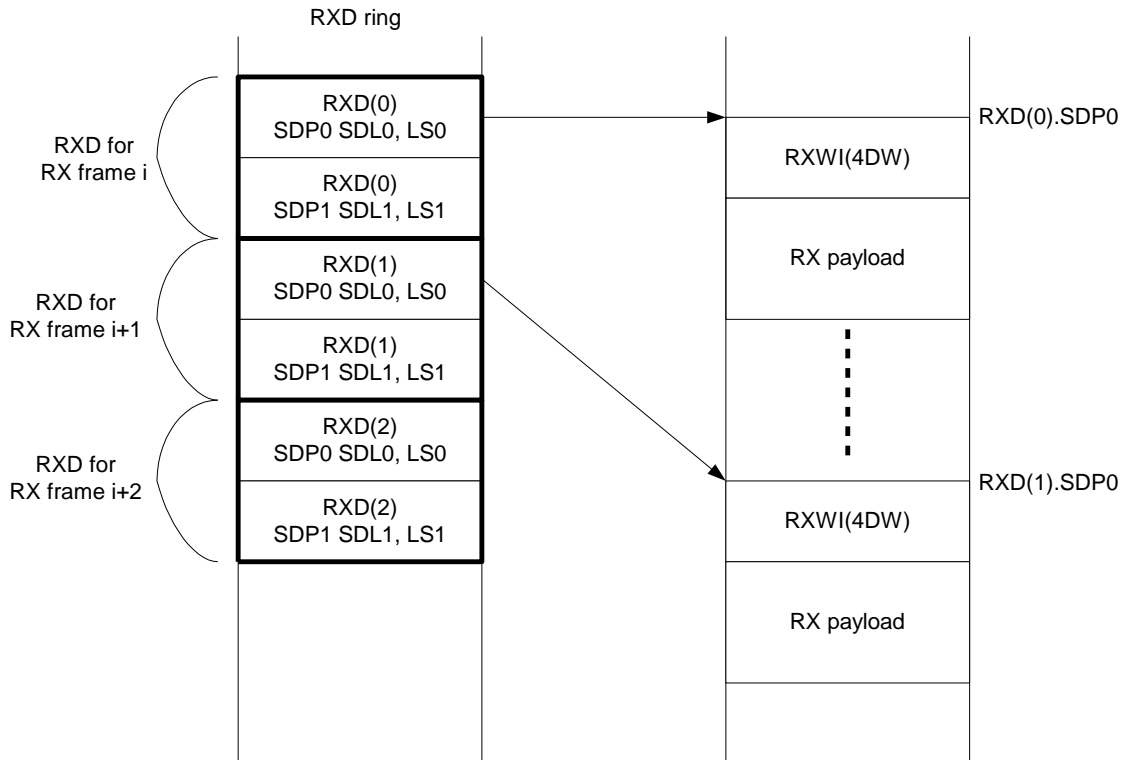 RXD ring
RXD for
RX frame i
RXD(0)
SDP0 SDL0, LS0
RXD(0)
SDP1 SDL1, LS1
RXD for
RX frame i+1
RXD(1)
SDP0 SDL0, LS0
RXD(1)
SDP1 SDL1, LS1
RXD for
RX frame i+2
RXD(2)
SDP0 SDL0, LS0
RXD(2)
SDP1 SDL1, LS1
RXD(0).SDP0
RXWI(4DW)
RX payload
RXD(1).SDP0
RXWI(4DW)
RX payload